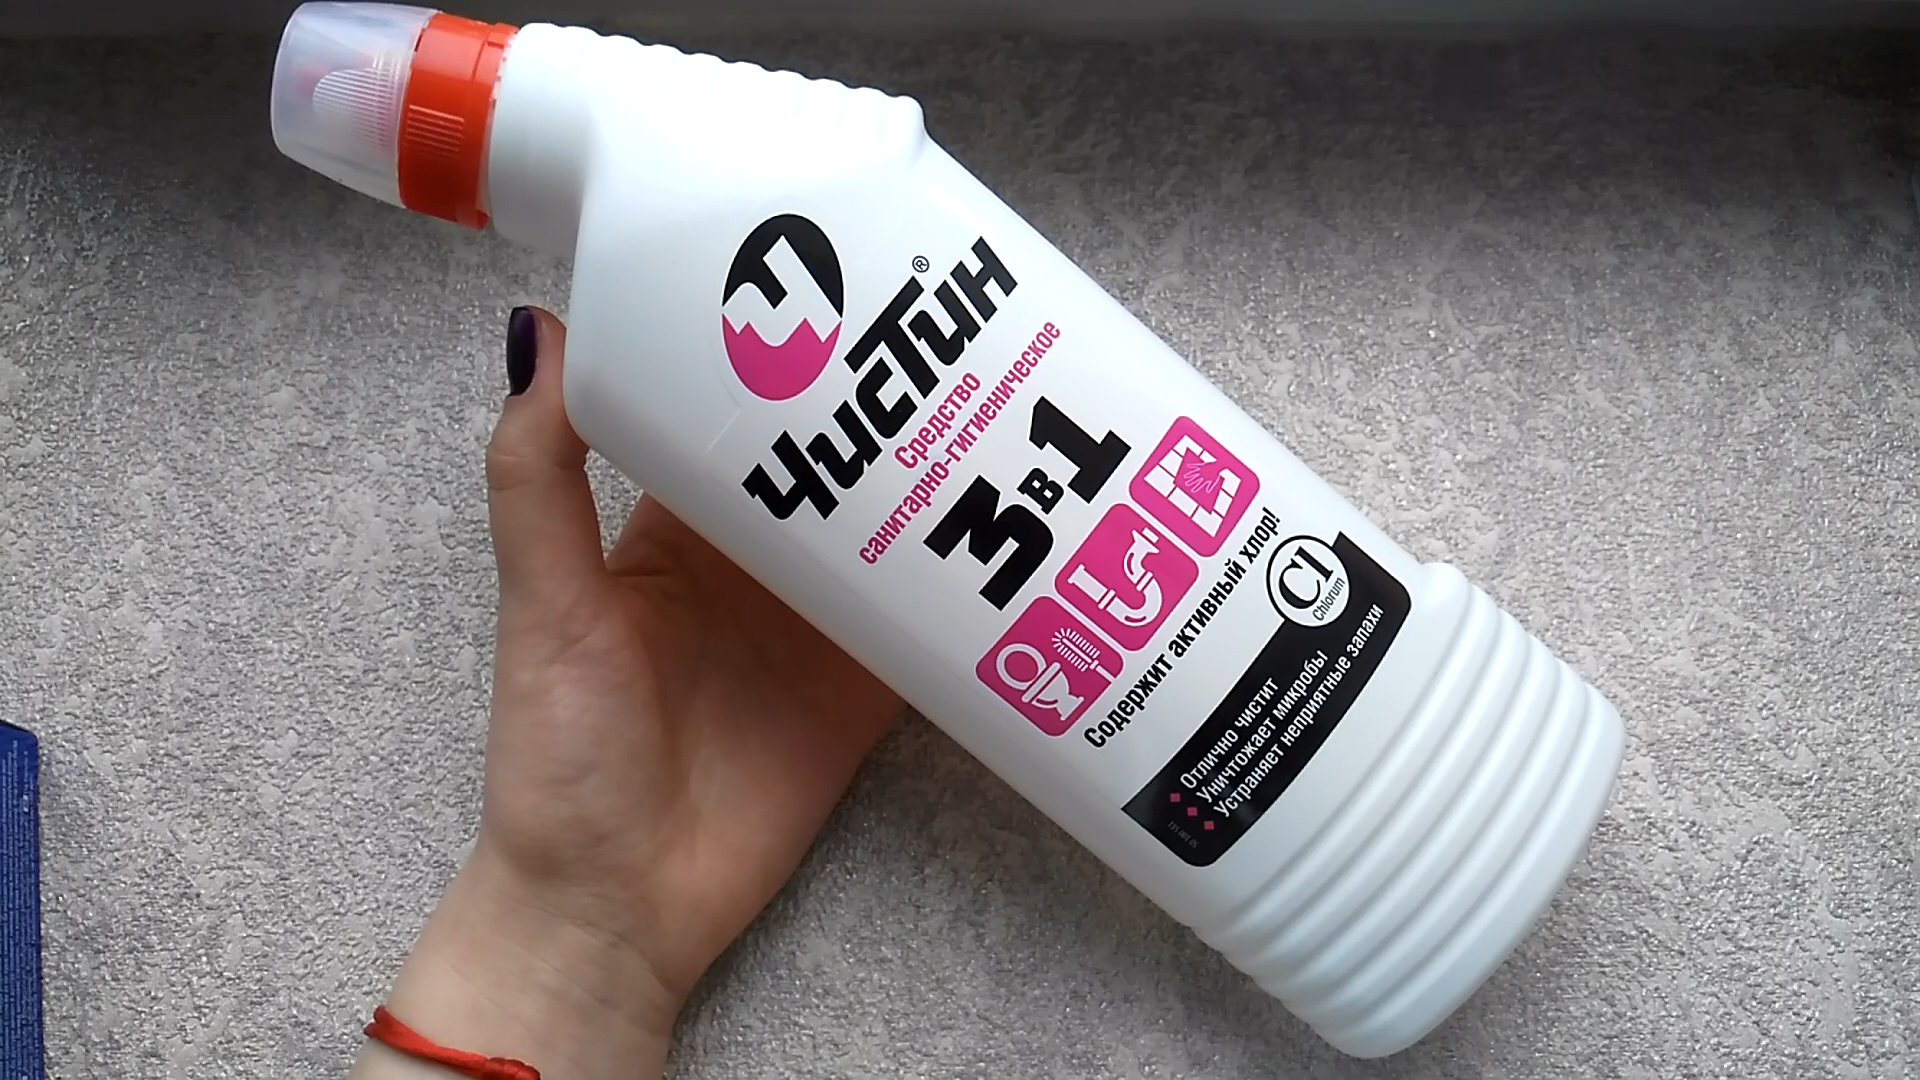 Ч
ЧисТин®
Средство
санитарно-гигиеническое
3в1
Содержит активный хлор!
Cl
Chlorum
Отлично чистит
Уничтожает микробы
Устраняет неприятные запахи